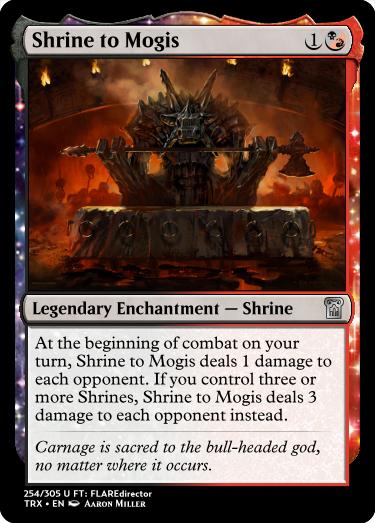 Shrine to Mogis 1
Legendary Enchantment — Shrine
At the beginning of combat on your
turn, Shrine to Mogis deals 1 damage to
each opponent. If you control three or
more Shrines, Shrine to Mogis deals 3
damage to each opponent instead.
Carnage is sacred to the bull-headed god,
no matter where it occurs.
254/305 U FT: FLAREdirector
TRX • EN Aaron Miller